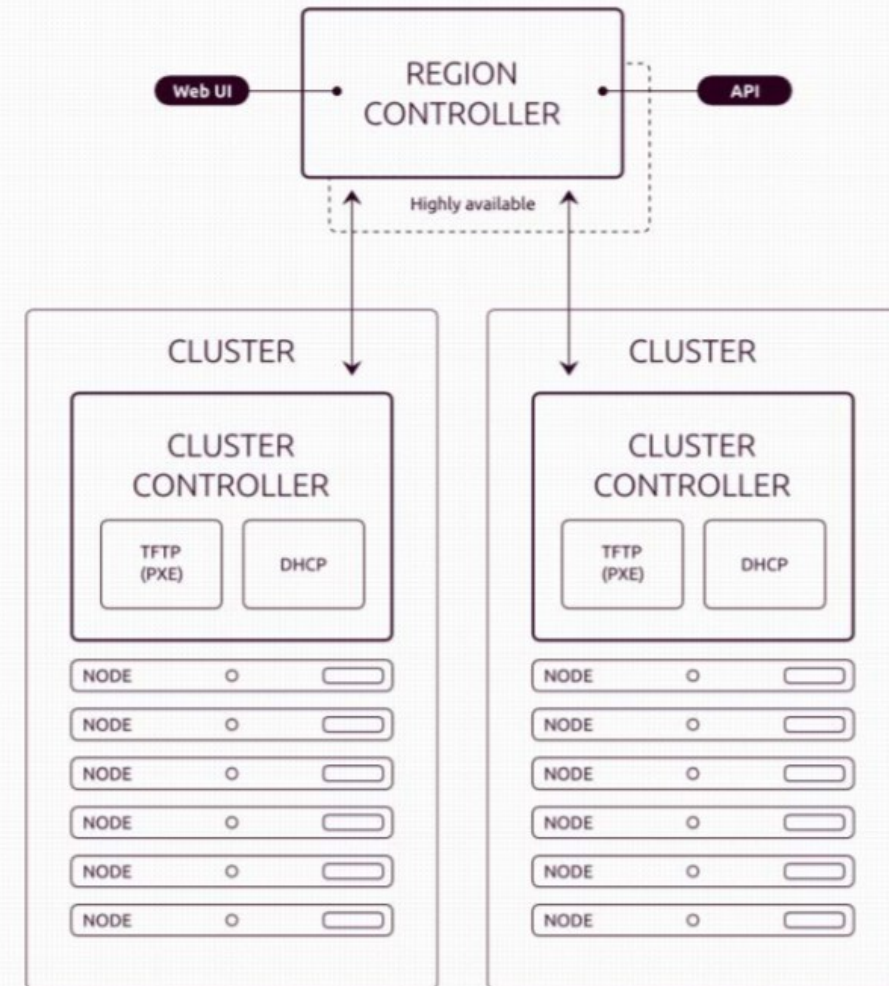 REGION
CONTROLLER
Web UI
API
Highly available
CLUSTER
CLUSTER
CONTROLLER
TFTP
(PXE)
DHCP
NODE
NODE
NODE
NODE
NODE
NODE
CLUSTER
CLUSTER
CONTROLLER
TFTP
(PXE)
DHCP
NODE
NODE
NODE
NODE
NODE
NODE